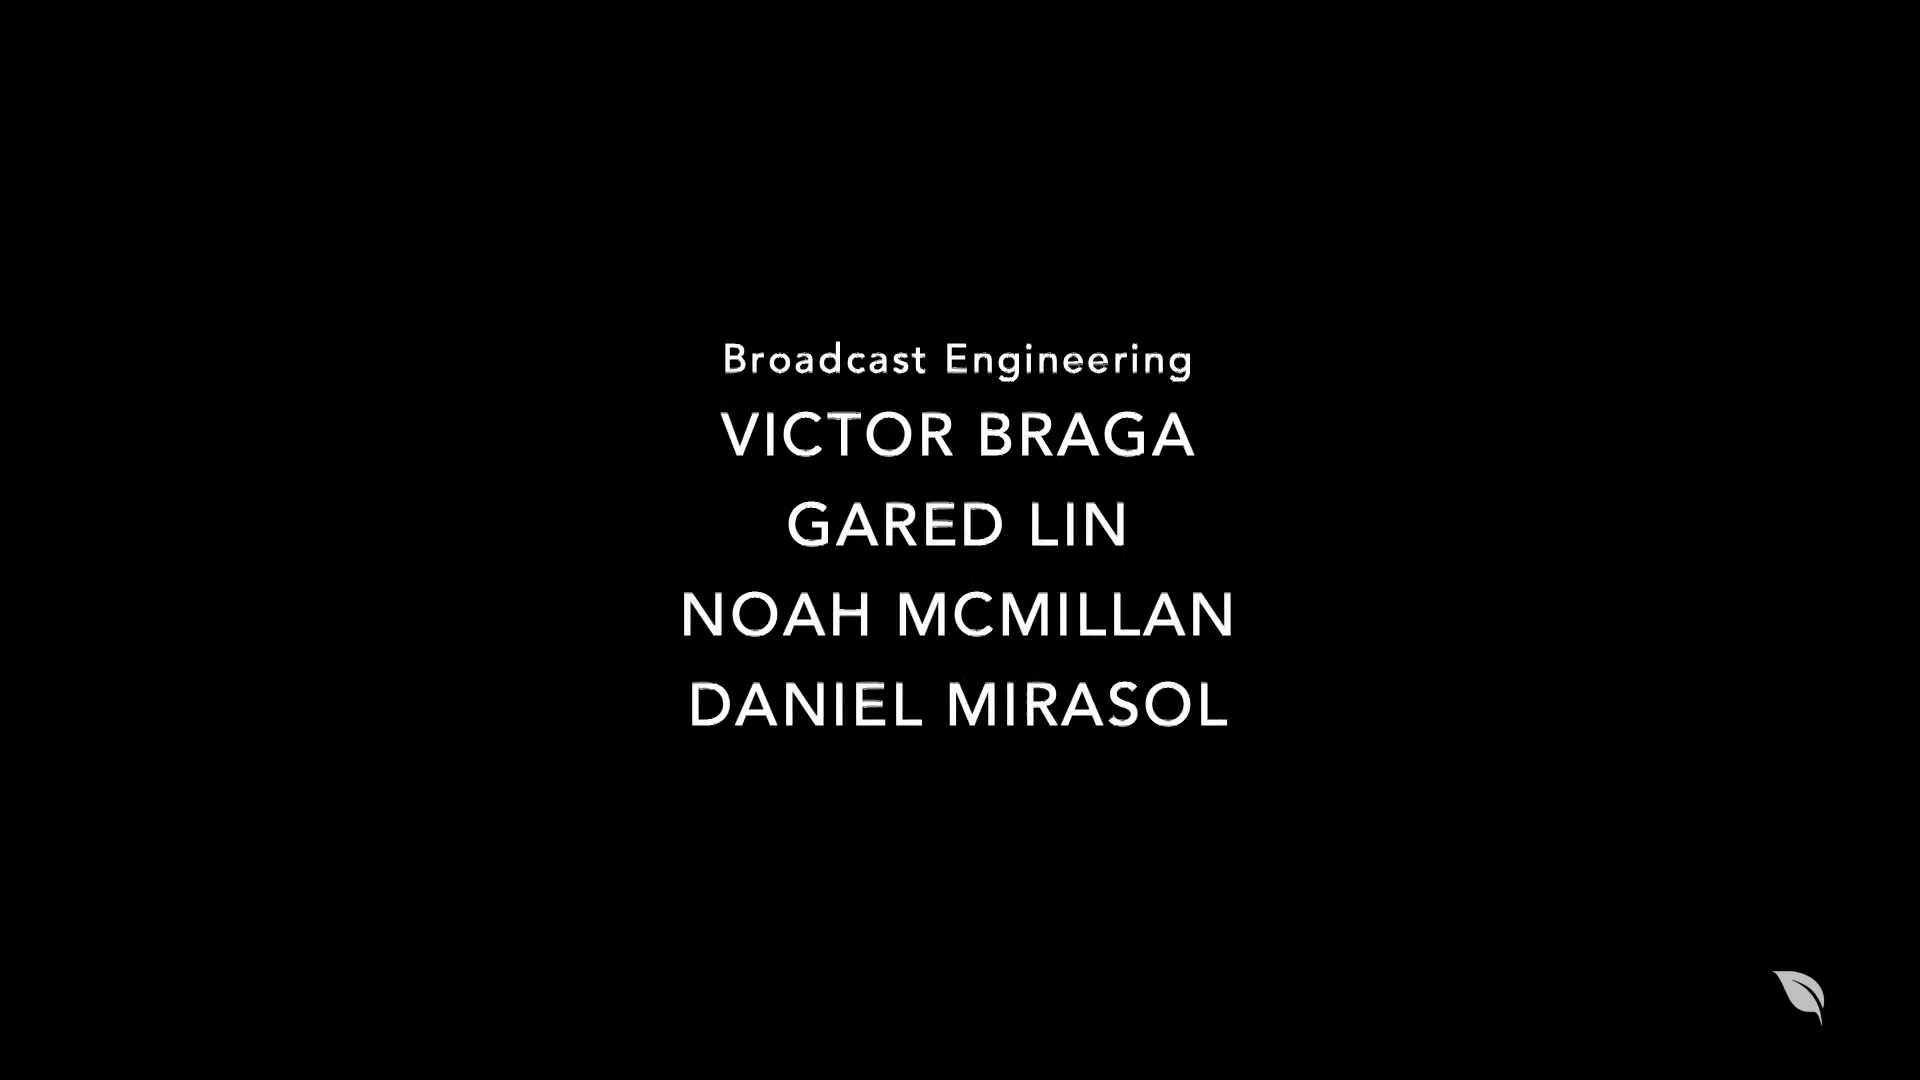 Broadcast Engineering
VICTOR BRAGA
GARED LIN
NOAH MCMILLAN
DANIEL MIRASOL